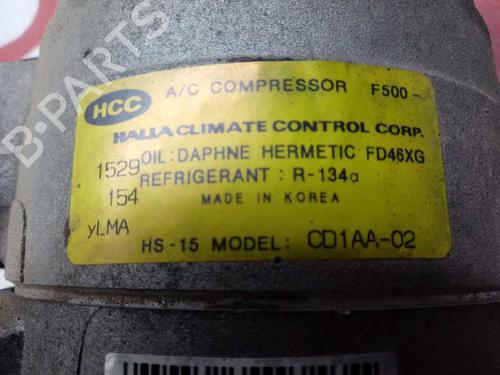 HCC A/C COMPRESSOR F500-
HALLA CLIMATE CONTROL CORP.
1529 OIL: DAPHNE HERMETIC FD46XG
154 REFRIGERANT : R-134a
MADE IN KOREA
yLMA
HS-15 MODEL: CD1AA-02
B-PARTS